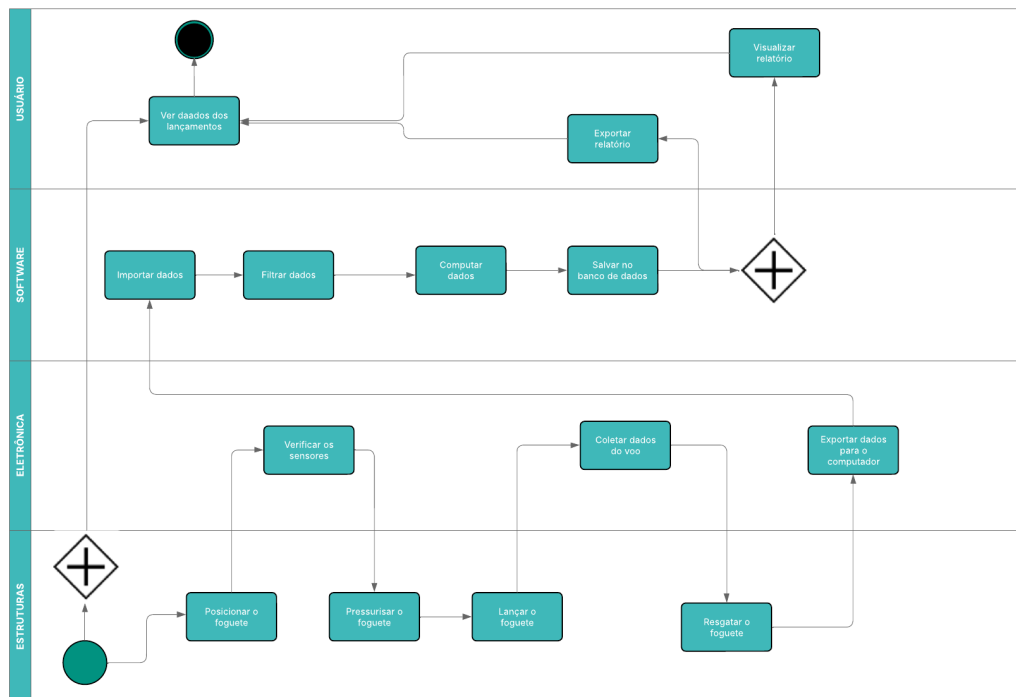 USUÁRIO
Visualizar
relatório
Ver daados dos
lançamentos
Exportar
relatório
SOFTWARE
Importar dados
Filtrar dados
Computar
dados
Salvar no
banco de dados
ELETRÔNICA
Verificar os
sensores
Coletar dados
do voo
Exportar dados
para o
computador
ESTRUTURAS
Posicionar o
foguete
Pressurisar o
foguete
Lançar o
foguete
Resgatar o
foguete